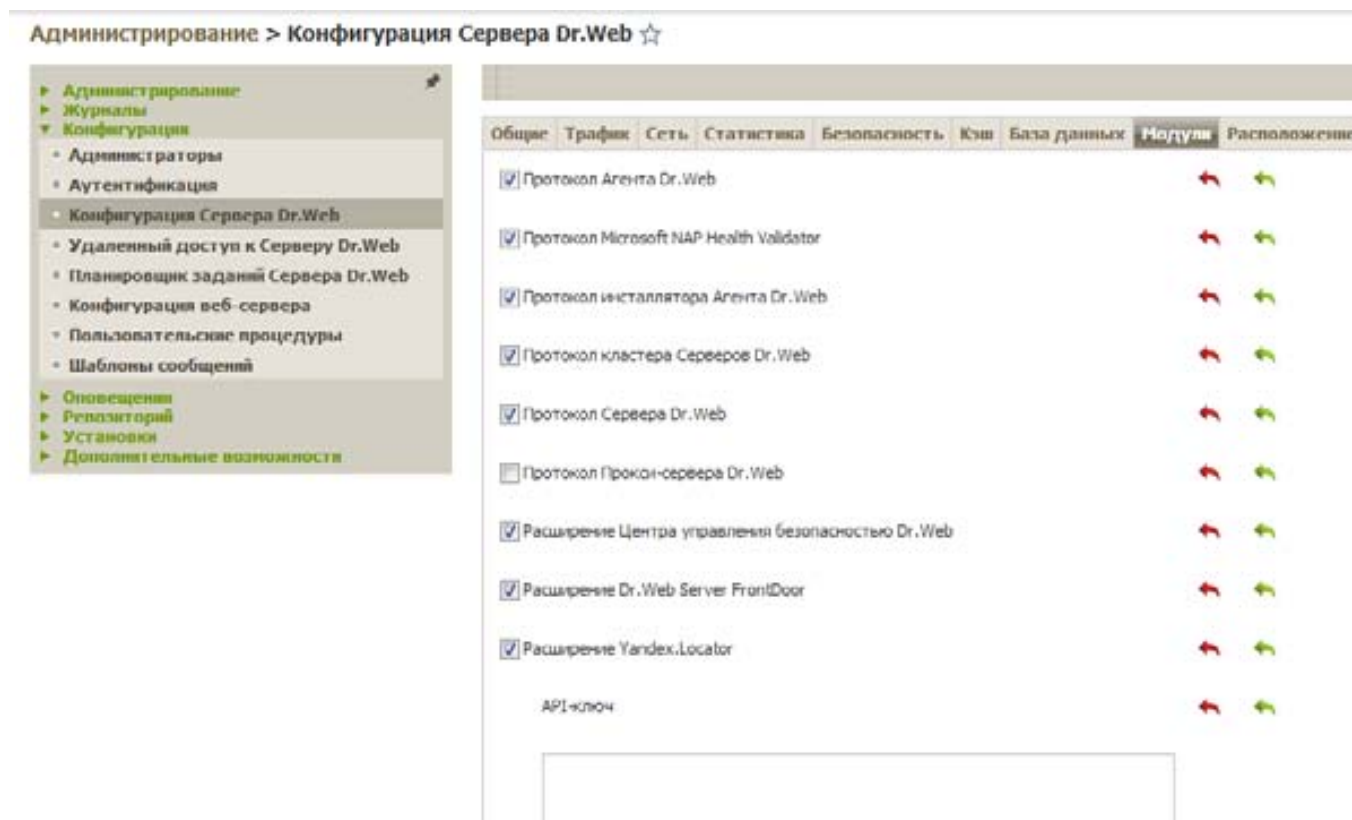 Администрирование > Конфигурация Сервера Dr.Web
Администрирование
Журналы
Конфигурация
Администраторы
Аутентификация
Конфигурация Сервера Dr.Web
Удаленный доступ к Серверу Dr.Web
Планировщик заданий Сервера Dr.Web
Конфигурация веб-сервера
Пользовательские процедуры
Шаблоны сообщений
Оповещения
Репозиторий
Установки
Дополнительные возможности
Общие Трафик Сеть Статистика Безопасность Кэш База данных Модули Расположение
Протокол Агента Dr.Web
Протокол Microsoft NAP Health Validator
Протокол инсталлятора Агента Dr.Web
Протокол кластера Серверов Dr.Web
Протокол Сервера Dr.Web
Протокол Прокси-сервера Dr.Web
Расширение Центра управления безопасностью Dr.Web
Расширение Dr.Web Server FrontDoor
Расширение Yandex.Locator
API-ключ